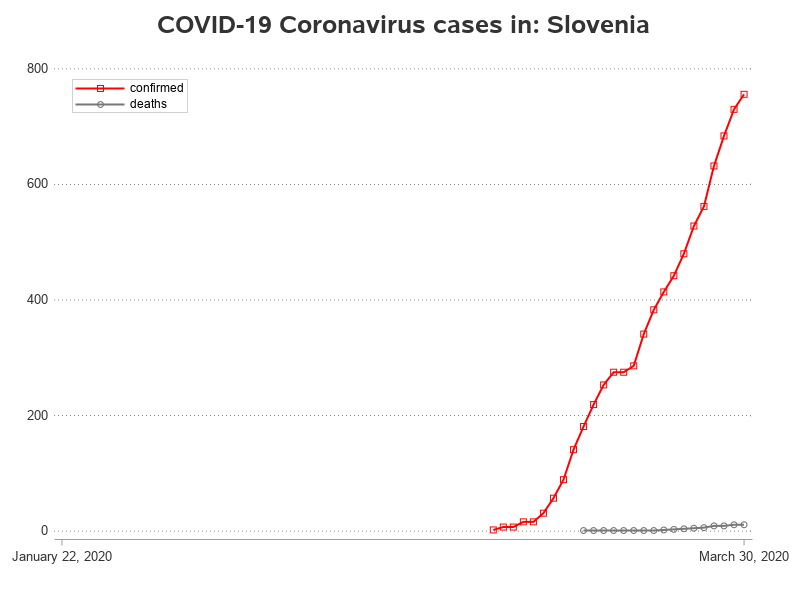 COVID-19 Coronavirus cases in: Slovenia
800
confirmed
deaths
600
400
200
0
January 22, 2020
March 30, 2020